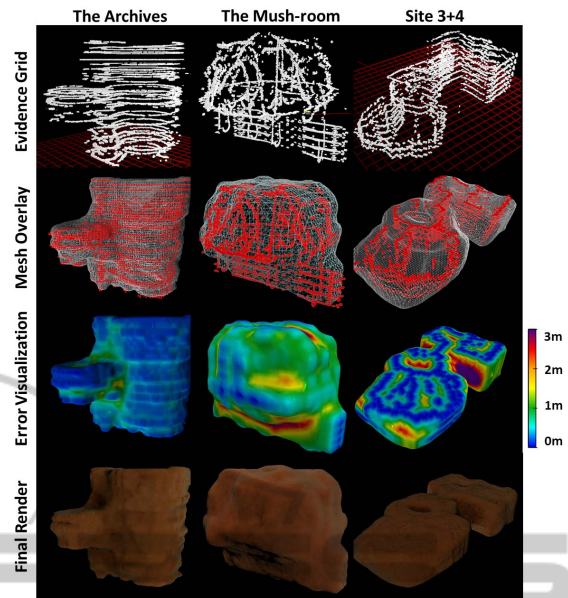 The Archives
The Mush-room
Site 3+4
Evidence Grid
Mesh Overlay
Error Visualization
3m
2m
1m
0m
Final Render